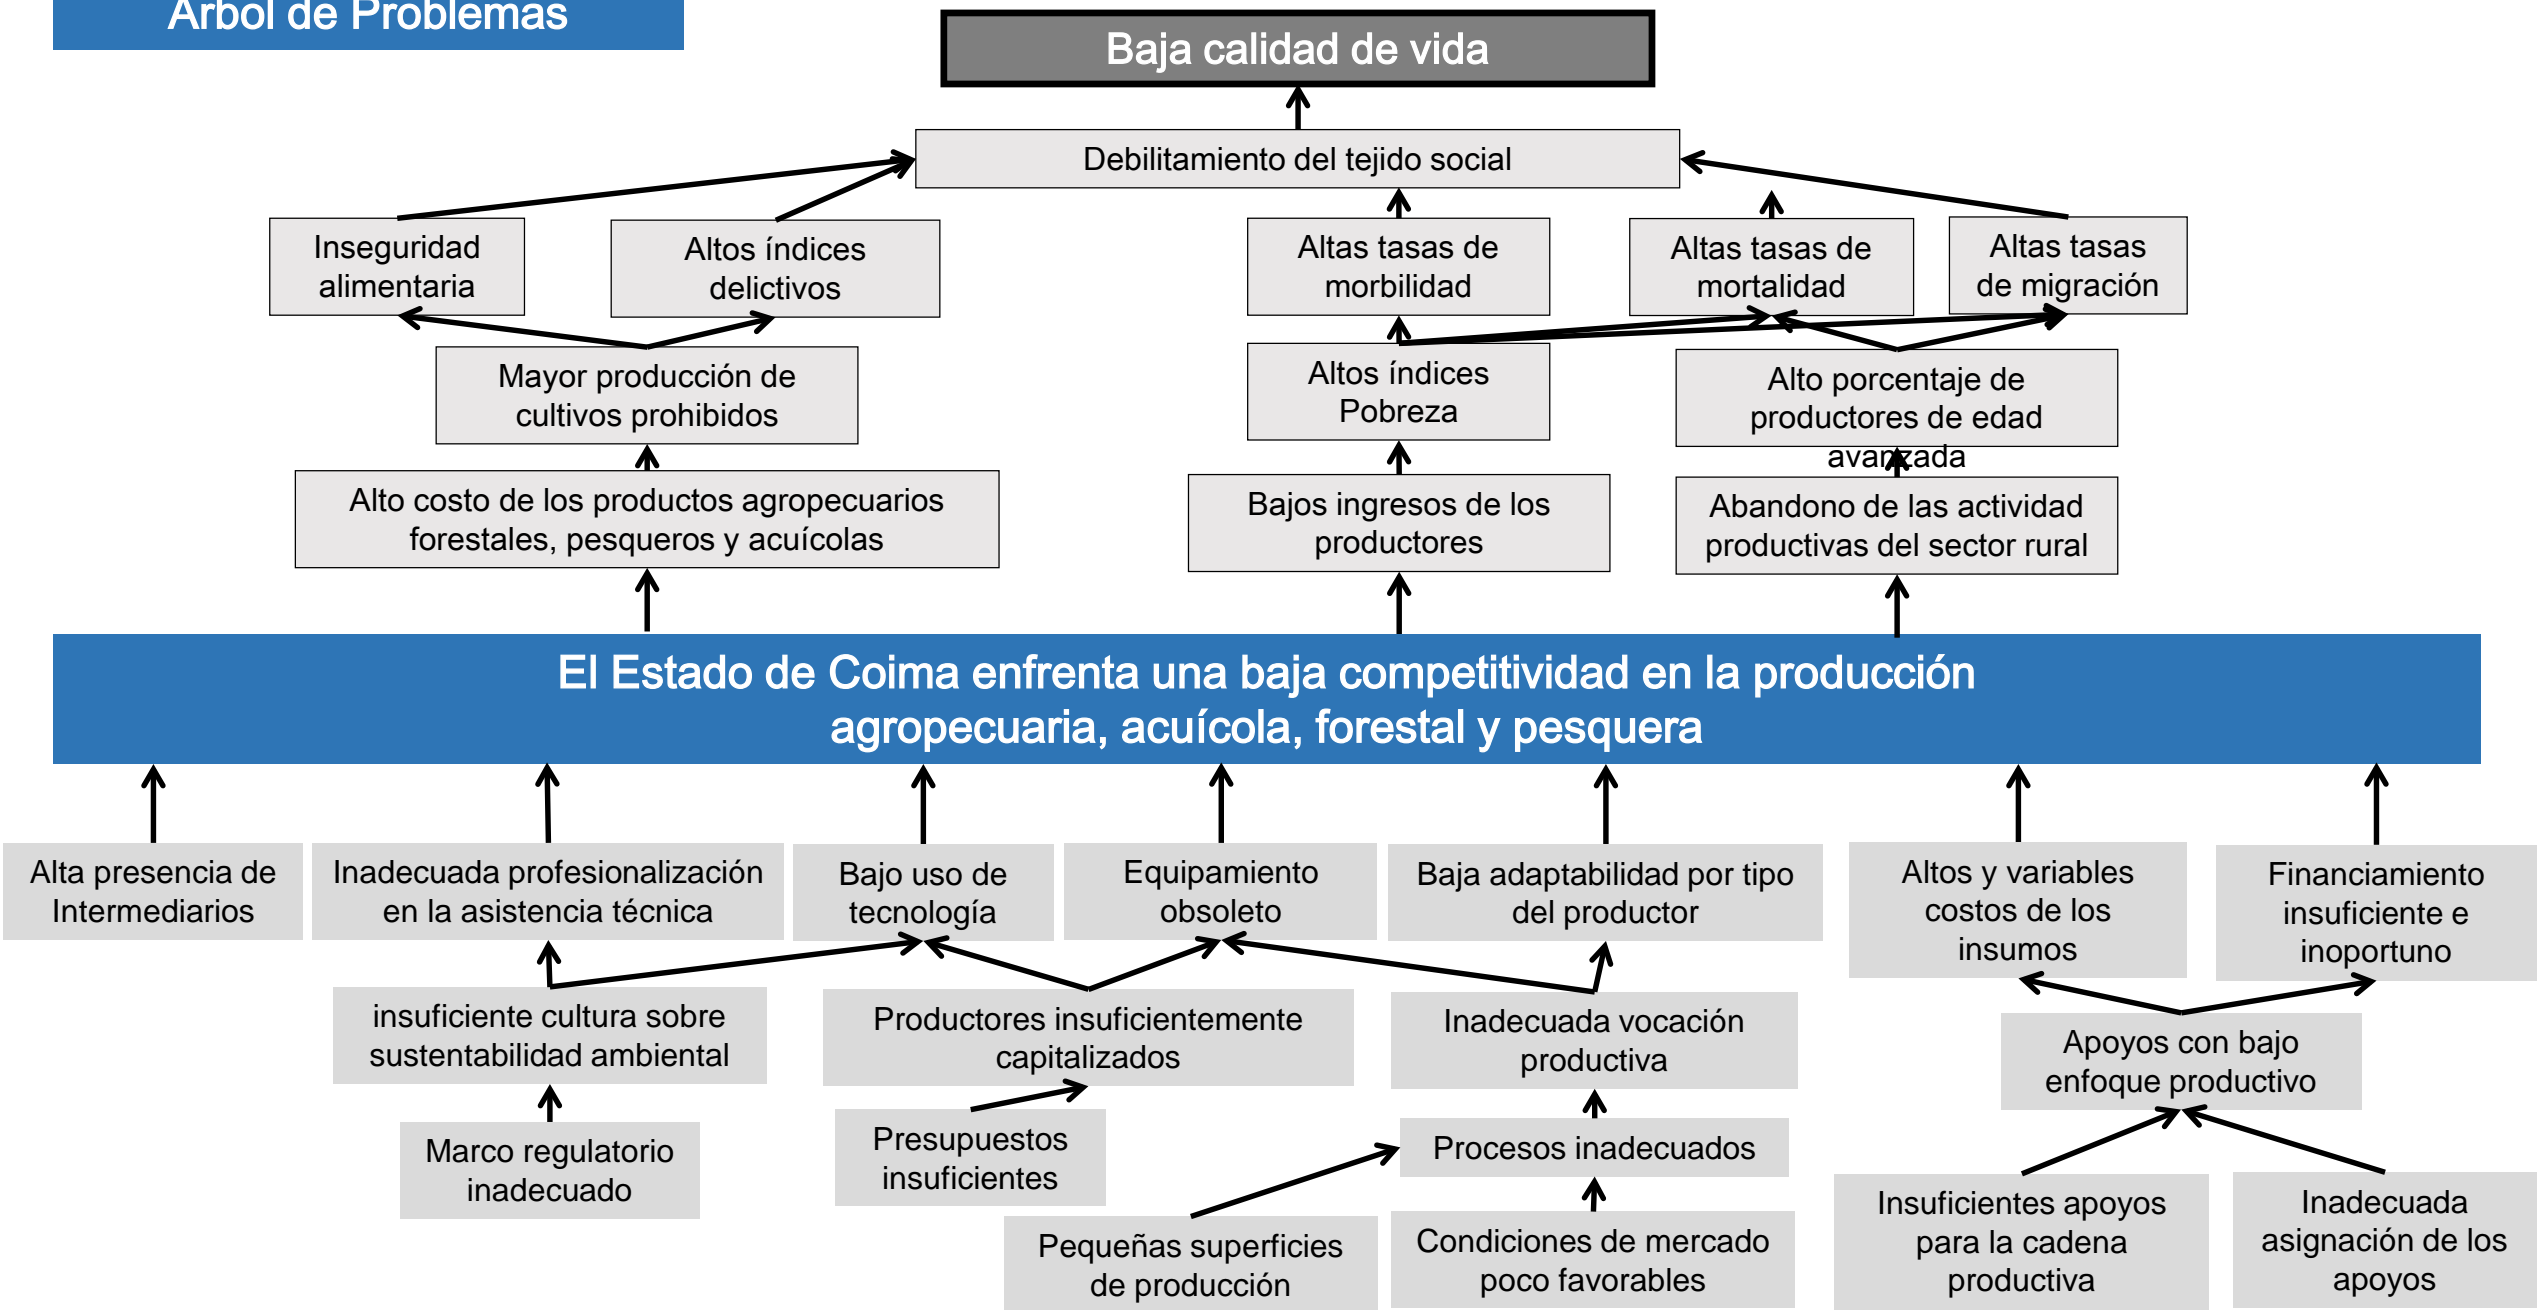 Arbol de Problemas
Baja calidad de vida
Debilitamiento del tejido social
Inseguridad
alimentaria
Altos índices
delictivos
Altas tasas de
morbilidad
Altas tasas de
mortalidad
Altas tasas
de migración
Mayor producción de
cultivos prohibidos
Altos índices
Pobreza
Alto porcentaje de
productores de edad
avanzada
Alto costo de los productos agropecuarios
forestales, pesqueros y acuícolas
Bajos ingresos de los
productores
Abandono de las actividad
productivas del sector rural
El Estado de Coima enfrenta una baja competitividad en la producción
agropecuaria, acuícola, forestal y pesquera
Alta presencia de
Intermediarios
Inadecuada profesionalización
en la asistencia técnica
Bajo uso de
tecnología
Equipamiento
obsoleto
Baja adaptabilidad por tipo
del productor
Altos y variables
costos de los
insumos
Financiamiento
insuficiente e
inoportuno
insuficiente cultura sobre
sustentabilidad ambiental
Productores insuficientemente
capitalizados
Inadecuada vocación
productiva
Apoyos con bajo
enfoque productivo
Marco regulatorio
inadecuado
Presupuestos
insuficientes
Procesos inadecuados
Pequeñas superficies
de producción
Condiciones de mercado
poco favorables
Insuficientes apoyos
para la cadena
productiva
Inadecuada
asignación de los
apoyos